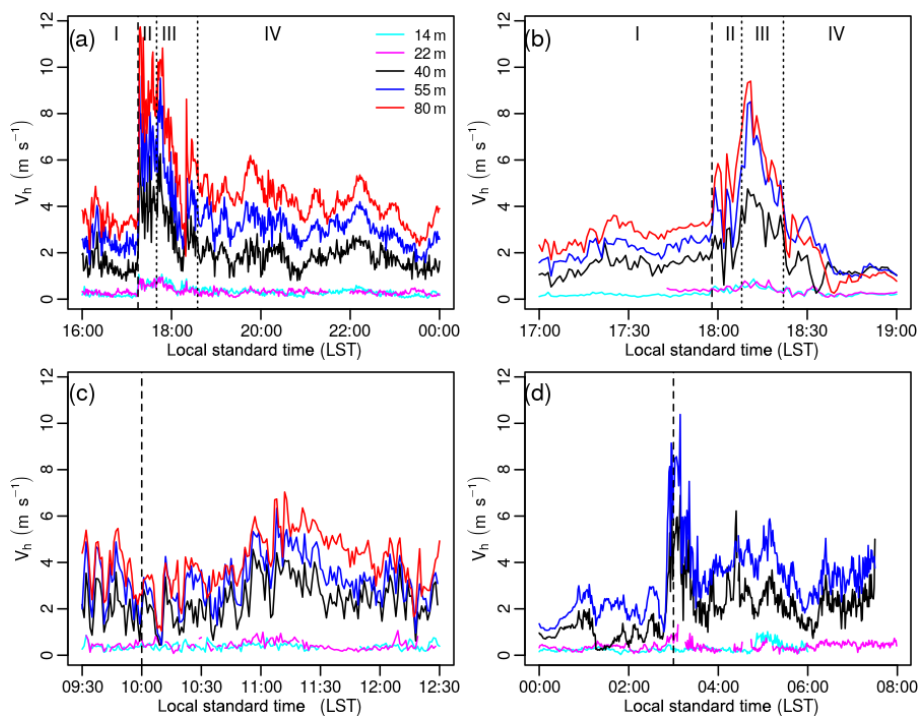 (a) I II III IV
14 m
22 m
40 m
55 m
80 m
V_h (m s⁻¹)
0 2 4 6 8 10 12
16:00 18:00 20:00 22:00 00:00
Local standard time (LST)
(b) I II III IV
V_h (m s⁻¹)
0 2 4 6 8 10 12
17:00 17:30 18:00 18:30 19:00
Local standard time (LST)
(c)
V_h (m s⁻¹)
0 2 4 6 8 10 12
09:30 10:00 10:30 11:00 11:30 12:00 12:30
Local standard time (LST)
(d)
V_h (m s⁻¹)
0 2 4 6 8 10 12
00:00 02:00 04:00 06:00 08:00
Local standard time (LST)